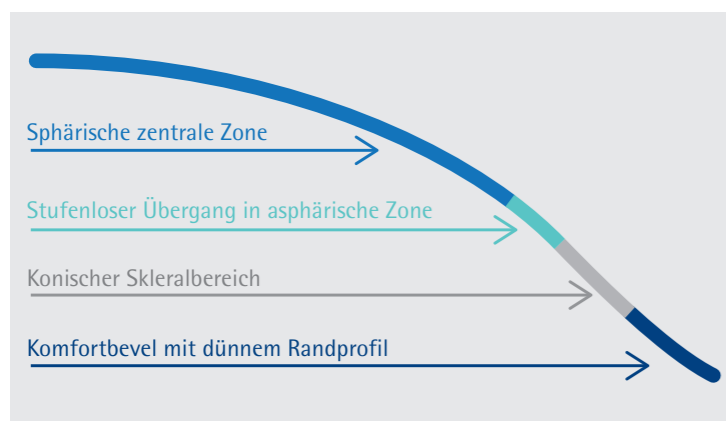 Sphärische zentrale Zone
Stufenloser Übergang in asphärische Zone
Konischer Skleralbereich
Komfortbevel mit dünnem Randprofil